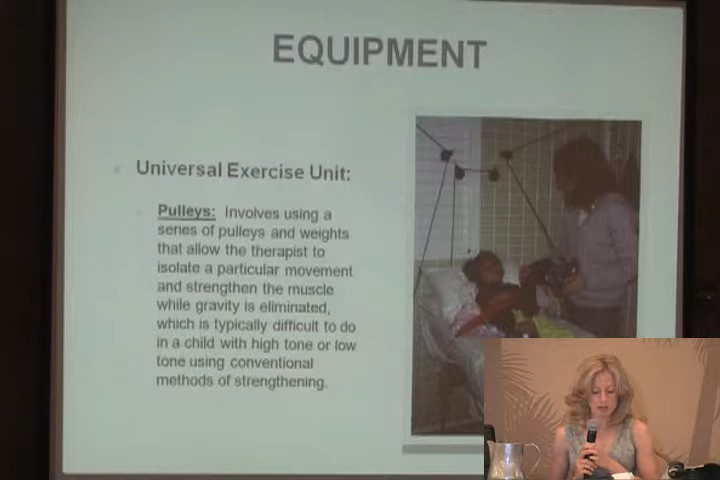 EQUIPMENT
Universal Exercise Unit:
Pulleys: Involves using a
series of pulleys and weights
that allow the therapist to
isolate a particular movement
and strengthen the muscle
while gravity is eliminated,
which is typically difficult to do
in a child with high tone or low
tone using conventional
methods of strengthening.